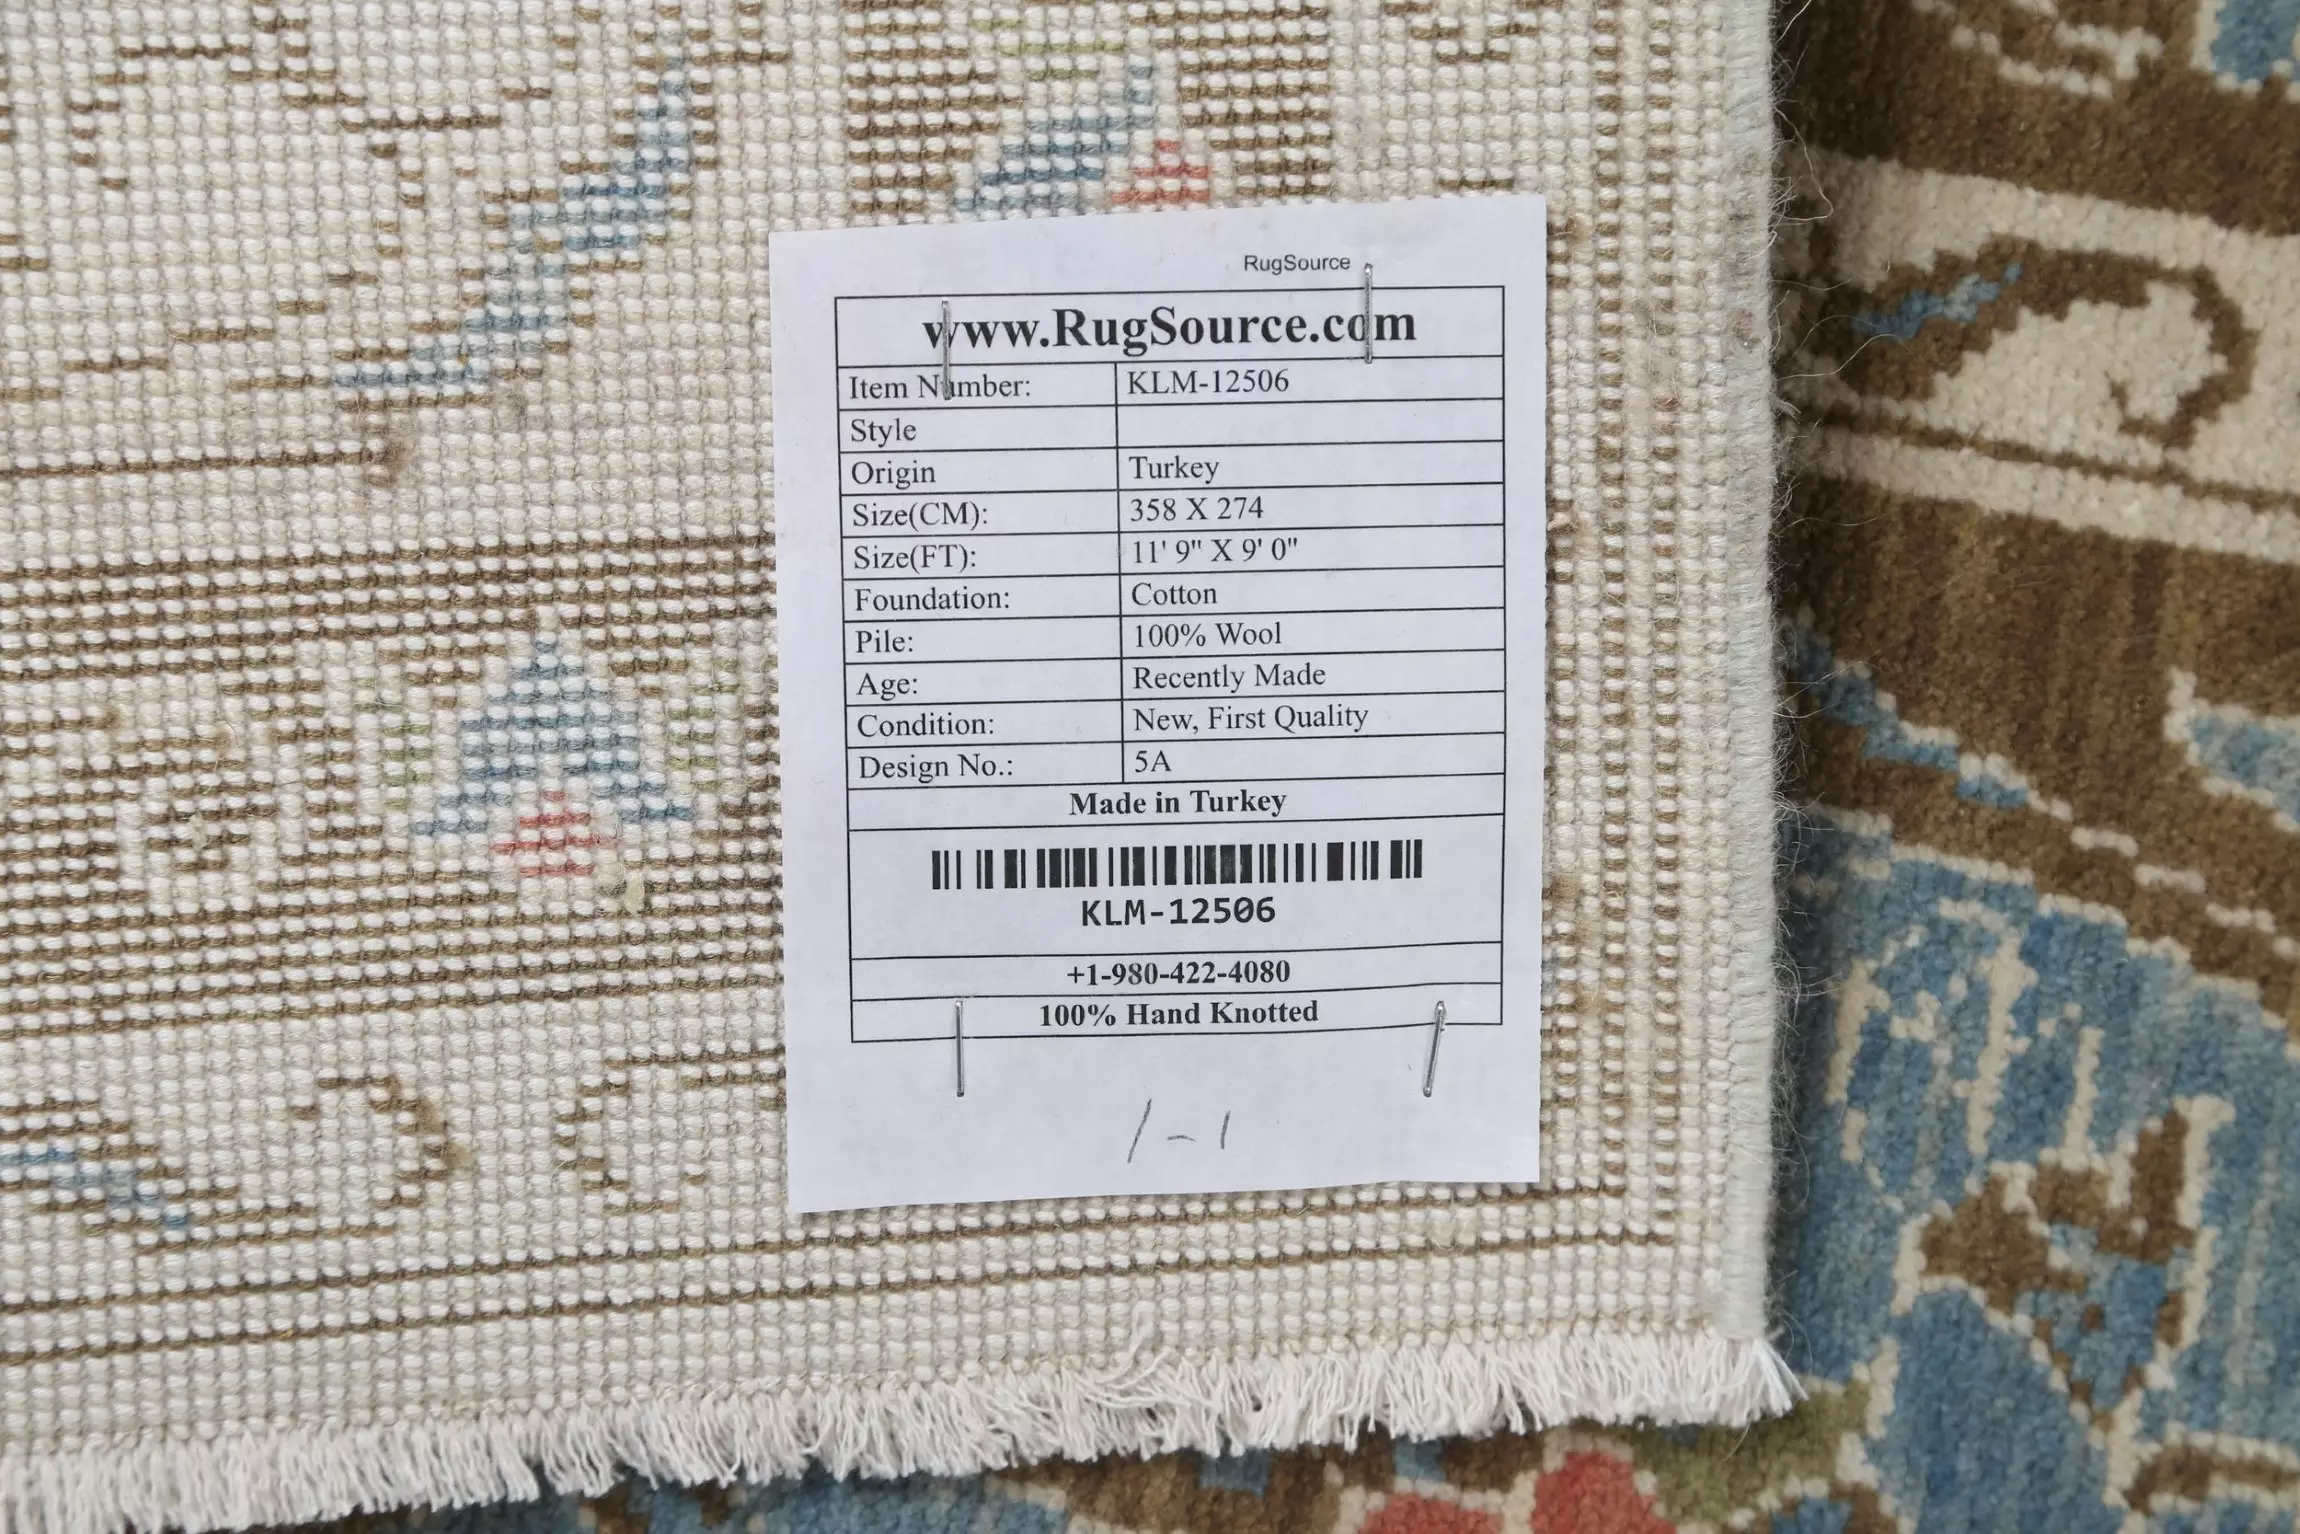 RugSource
www.RugSource.com
Item Number: KLM-12506
Style
Origin Turkey
Size(CM): 358 X 274
Size(FT): 11' 9" X 9' 0"
Foundation: Cotton
Pile: 100% Wool
Age: Recently Made
Condition: New, First Quality
Design No.: 5A
Made in Turkey
KLM-12506
+1-980-422-4080
100% Hand Knotted
1-1